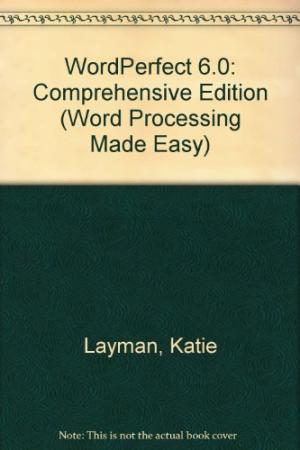 WordPerfect 6.0:
Comprehensive Edition
(Word Processing
Made Easy)
Layman, Katie
Note: This is not the actual book cover